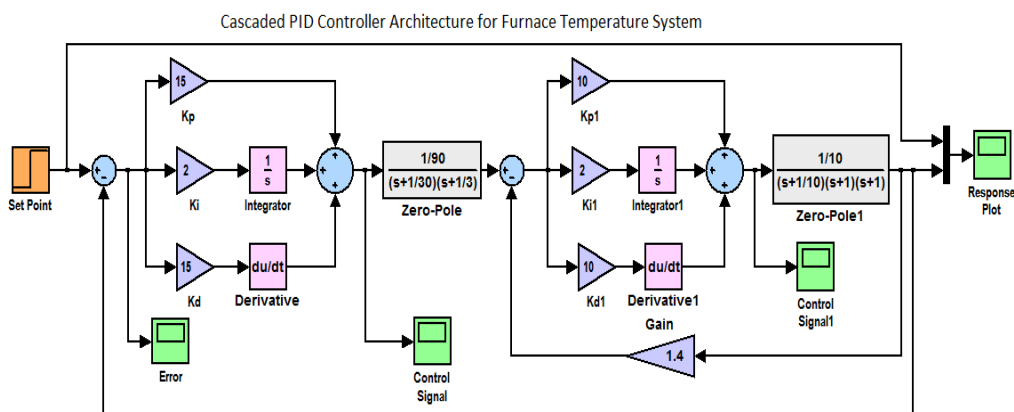 Cascaded PID Controller Architecture for Furnace Temperature System
15
Kp
10
Kp1
Set Point
2
Ki
1
s
Integrator
1/90
(s+1/30)(s+1/3)
Zero-Pole
2
Ki1
1
s
Integrator1
1/10
(s+1/10)(s+1)(s+1)
Zero-Pole1
Response
Plot
15
Kd
du/dt
Derivative
10
Kd1
du/dt
Derivative1
Control
Signal1
Gain
1.4
Error
Control
Signal